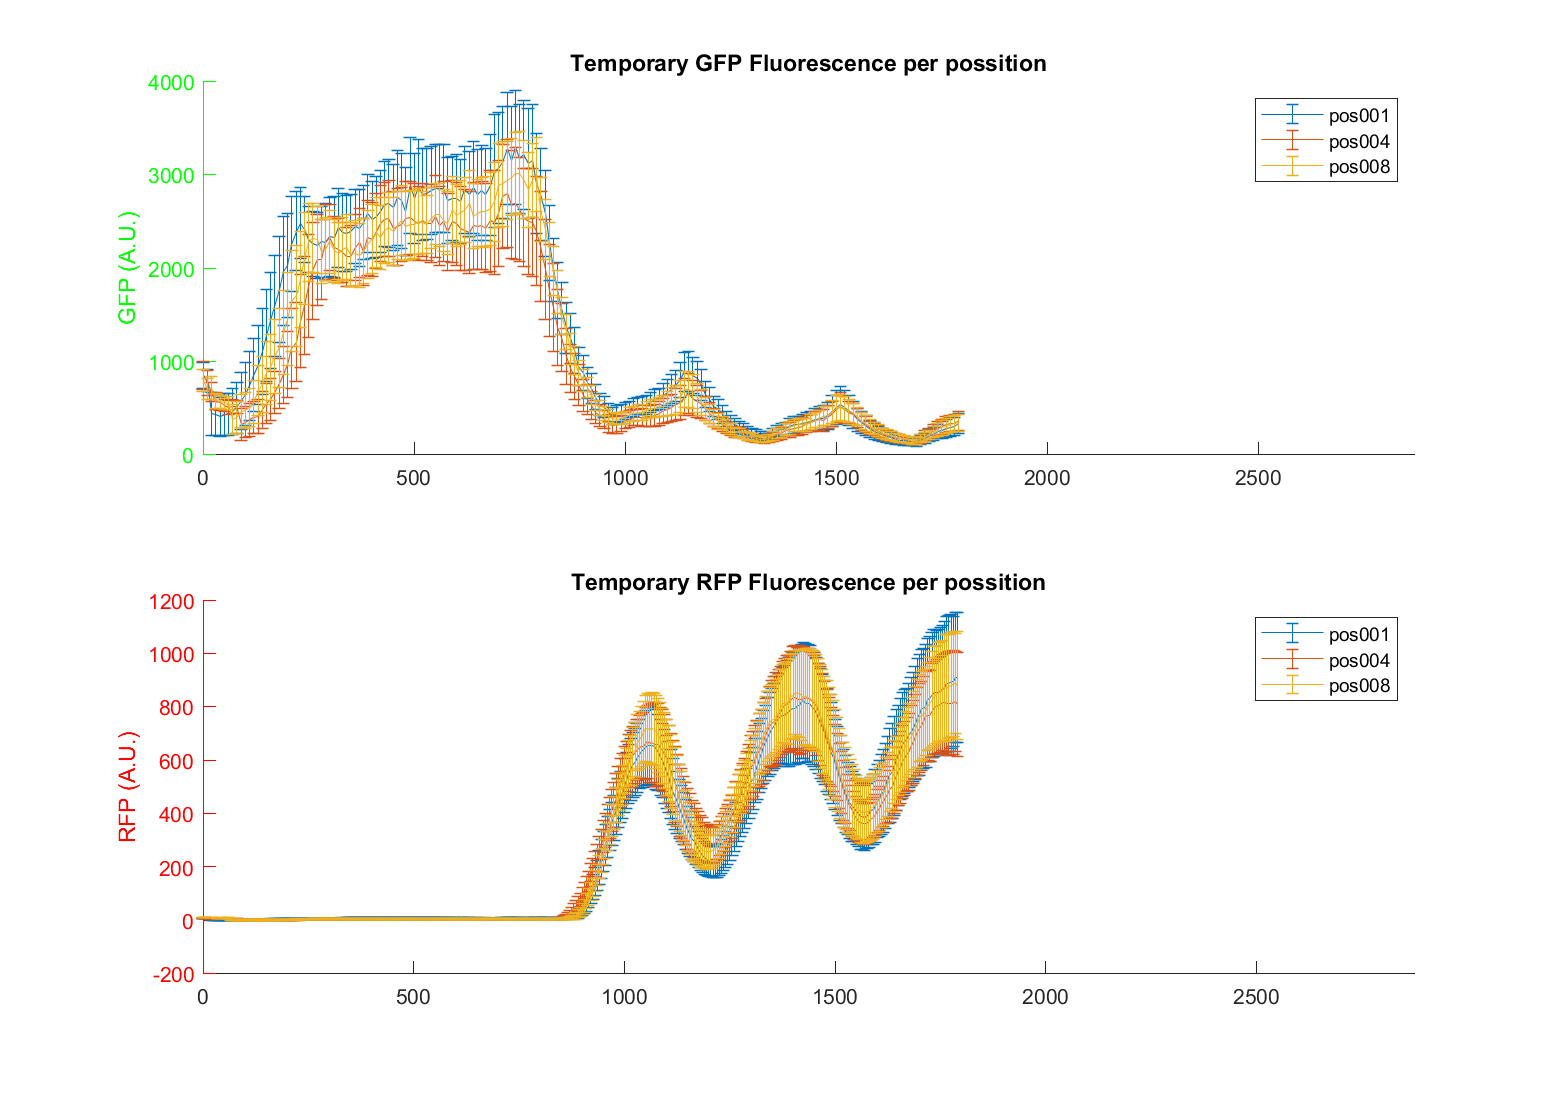 Temporary GFP Fluorescence per possition
4000
3000
2000
1000
0
GFP (A.U.)
0 500 1000 1500 2000 2500
pos001
pos004
pos008
Temporary RFP Fluorescence per possition
1200
1000
800
600
400
200
0
-200
RFP (A.U.)
0 500 1000 1500 2000 2500
pos001
pos004
pos008